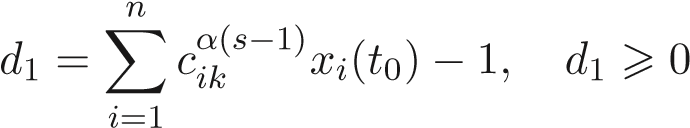 $d_1 = \sum_{i=1}^{n} c_{ik}^{\alpha(s-1)} x_i(t_0) - 1, \quad d_1 \geqslant 0$